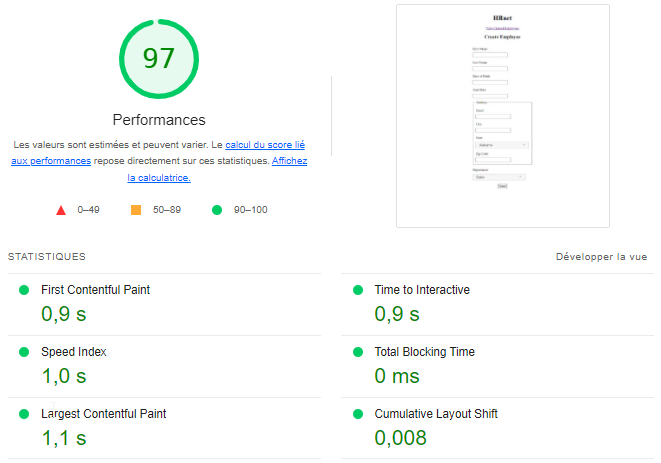 97
Performances
Les valeurs sont estimées et peuvent varier. Le calcul du score lié
aux performances repose directement sur ces statistiques. Affichez
la calculatrice.
0–49
50–89
90–100
HRnet
Create Employee
STATISTIQUES
Développer la vue
First Contentful Paint
0,9 s
Time to Interactive
0,9 s
Speed Index
1,0 s
Total Blocking Time
0 ms
Largest Contentful Paint
1,1 s
Cumulative Layout Shift
0,008